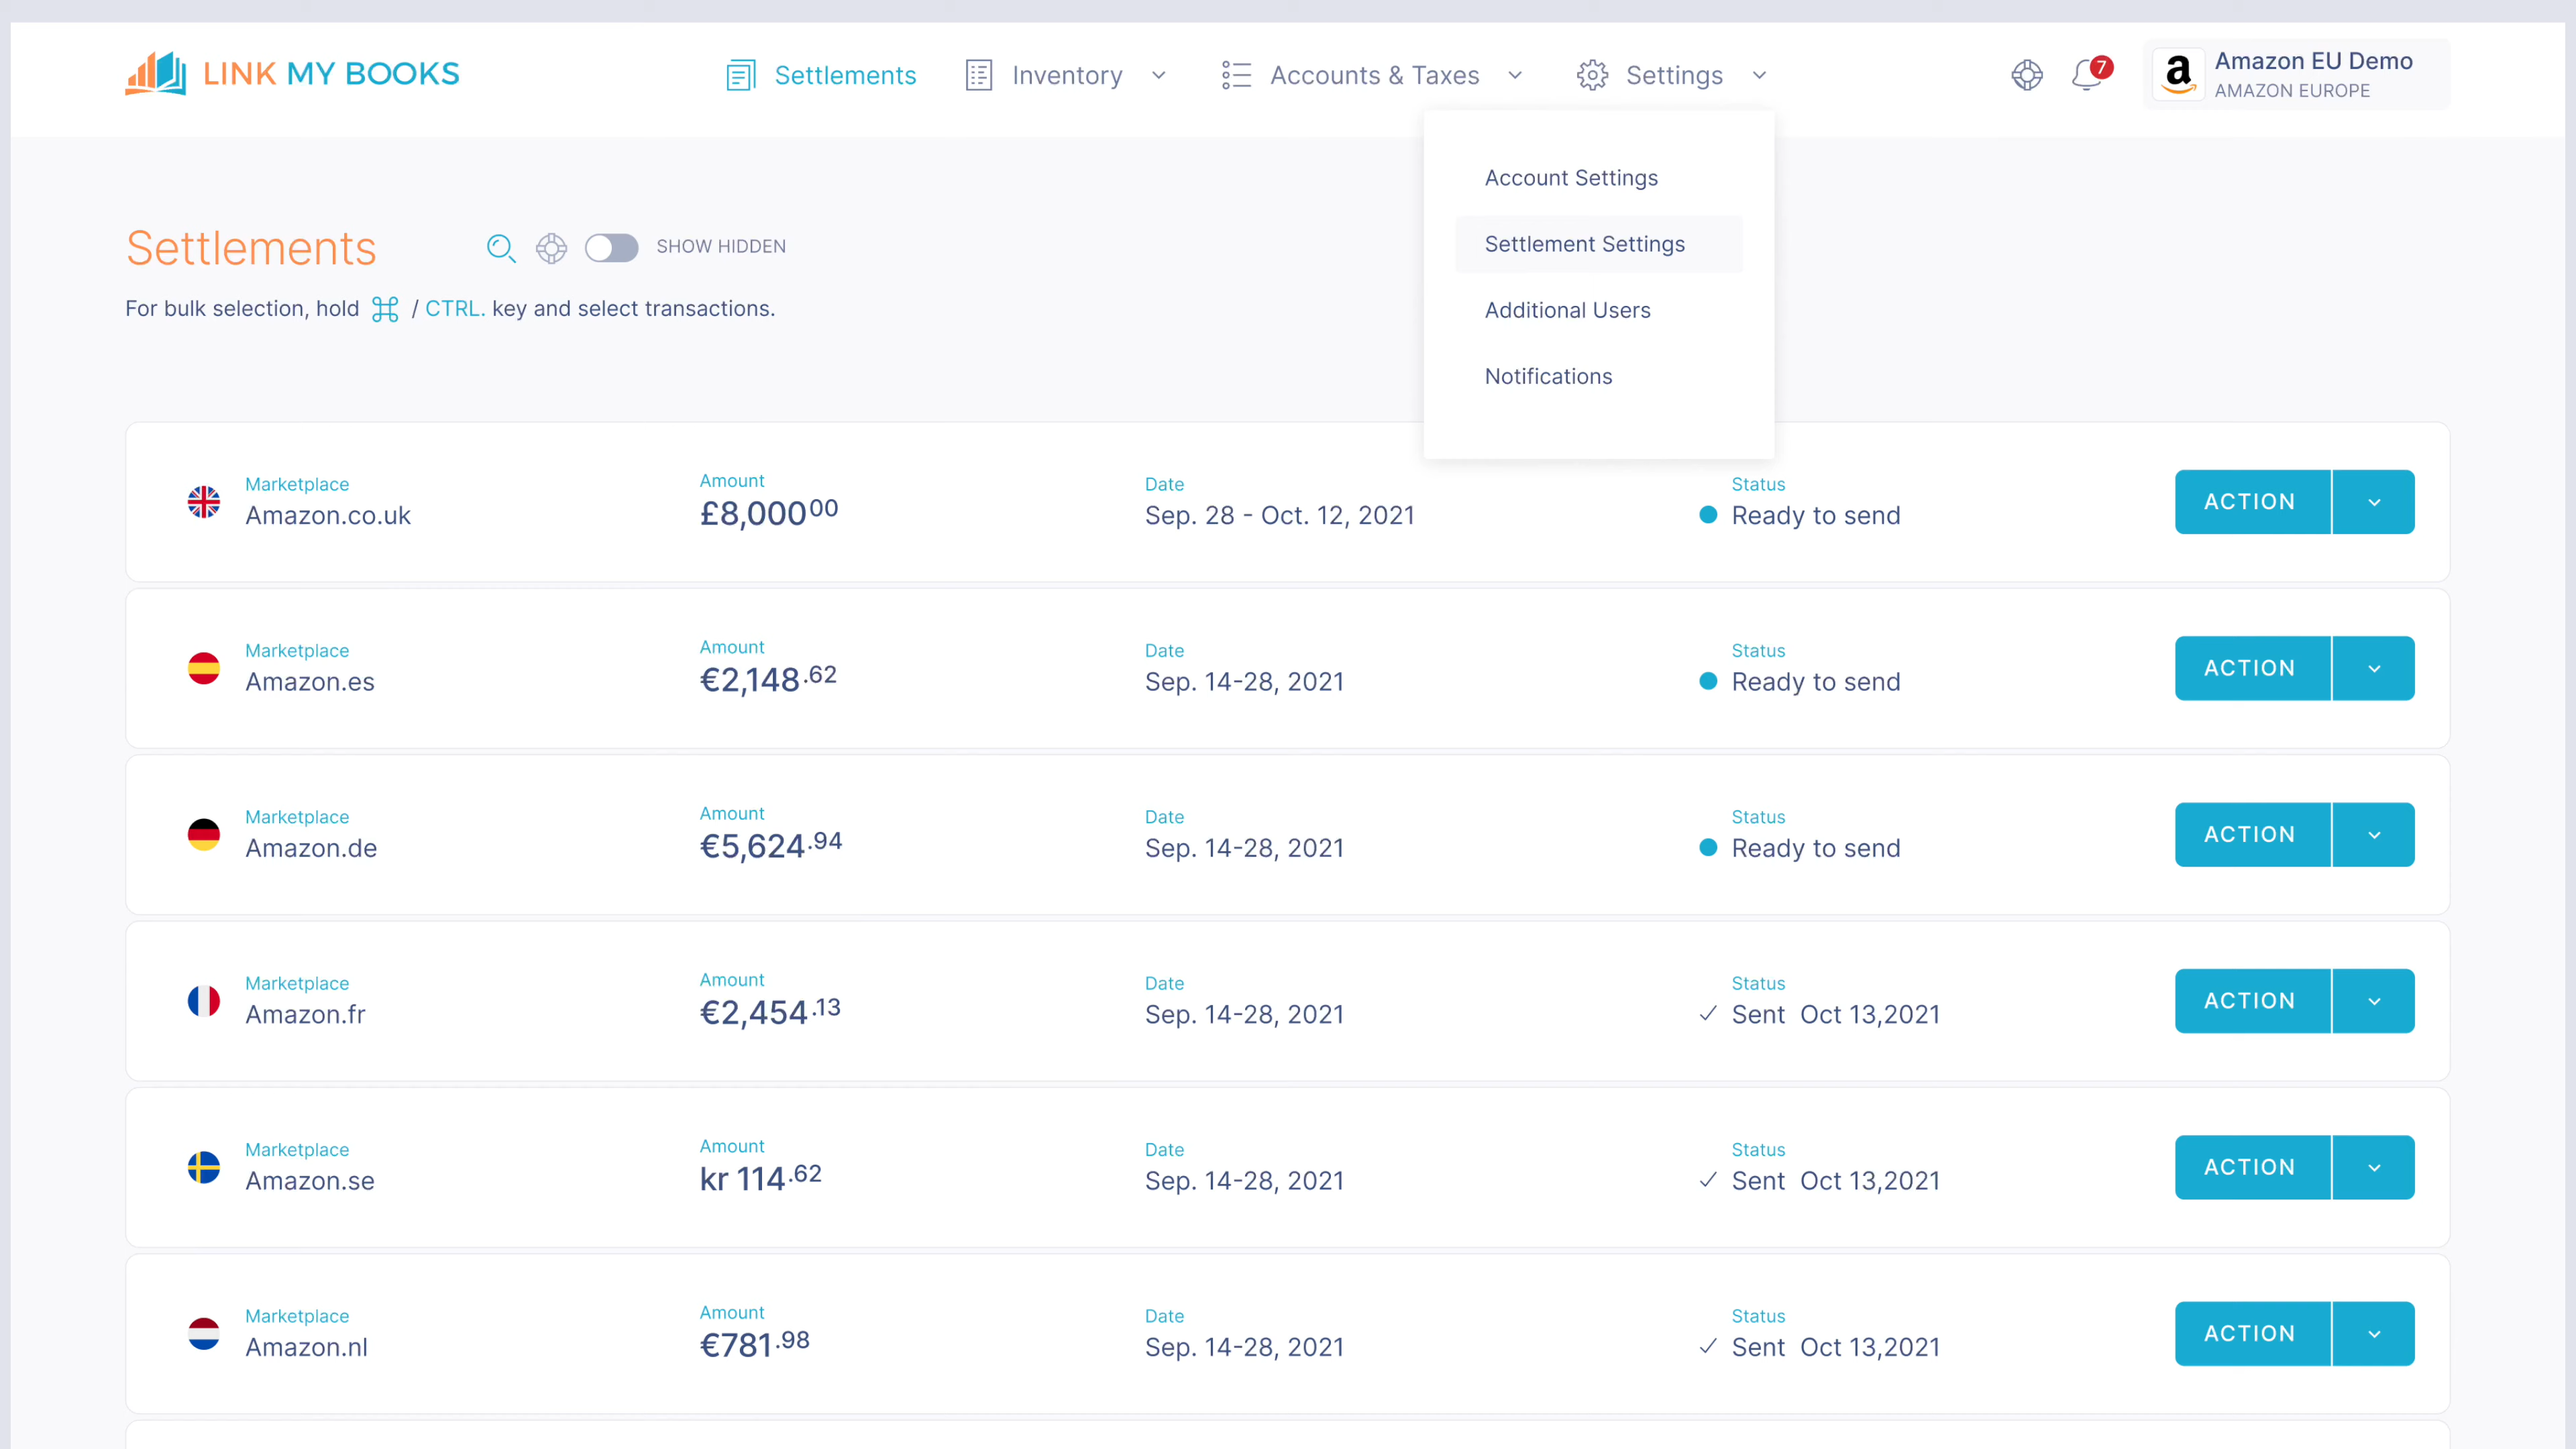 LINK MY BOOKS
Settlements
Inventory
Accounts & Taxes
Settings
7
a
Amazon EU Demo
AMAZON EUROPE
Account Settings
Settlement Settings
Additional Users
Notifications
Settlements
SHOW HIDDEN
For bulk selection, hold ⌘ / CTRL. key and select transactions.
Marketplace
Amazon.co.uk
Amount
£8,00000
Date
Sep. 28 - Oct. 12, 2021
Status
Ready to send
ACTION
Marketplace
Amazon.es
Amount
€2,148.62
Date
Sep. 14-28, 2021
Status
Ready to send
ACTION
Marketplace
Amazon.de
Amount
€5,624.94
Date
Sep. 14-28, 2021
Status
Ready to send
ACTION
Marketplace
Amazon.fr
Amount
€2,454.13
Date
Sep. 14-28, 2021
Status
Sent Oct 13,2021
ACTION
Marketplace
Amazon.se
Amount
kr 114.62
Date
Sep. 14-28, 2021
Status
Sent Oct 13,2021
ACTION
Marketplace
Amazon.nl
Amount
€781.98
Date
Sep. 14-28, 2021
Status
Sent Oct 13,2021
ACTION